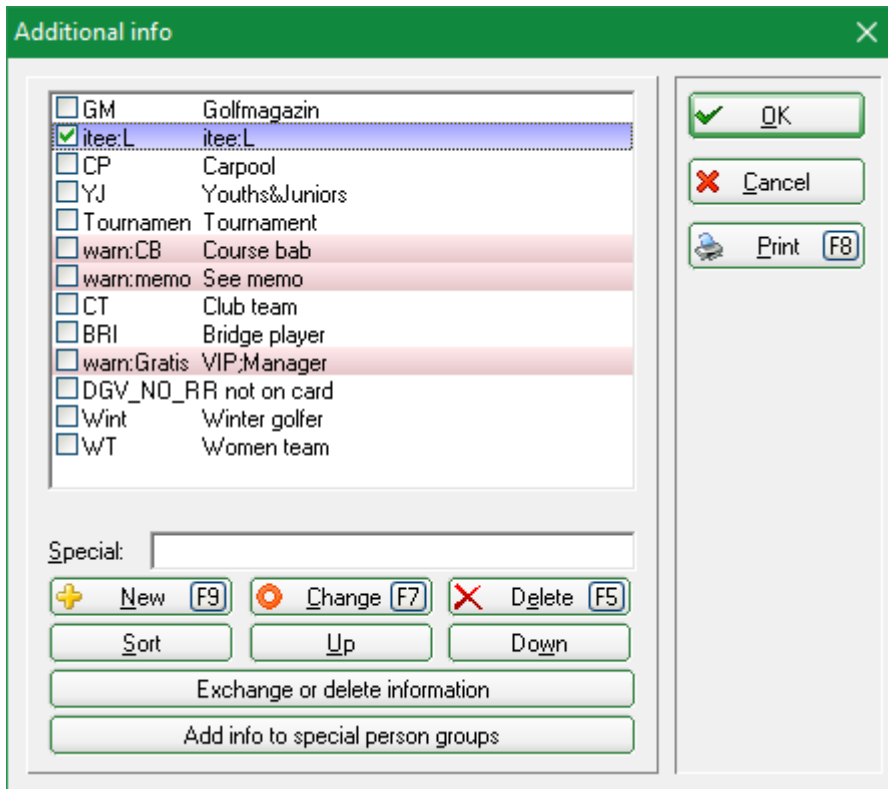 Additional info
GM Golfmagazin
itee:L itee:L
CP Carpool
YJ Youths&Juniors
Tournamen Tournament
warn:CB Course bab
warn:memo See memo
CT Club team
BRI Bridge player
warn:Gratis VIP;Manager
DGV_NO_R R not on card
Wint Winter golfer
WT Women team
Special:
New F9 Change F7 Delete F5
Sort Up Down
Exchange or delete information
Add info to special person groups
OK
Cancel
Print F8